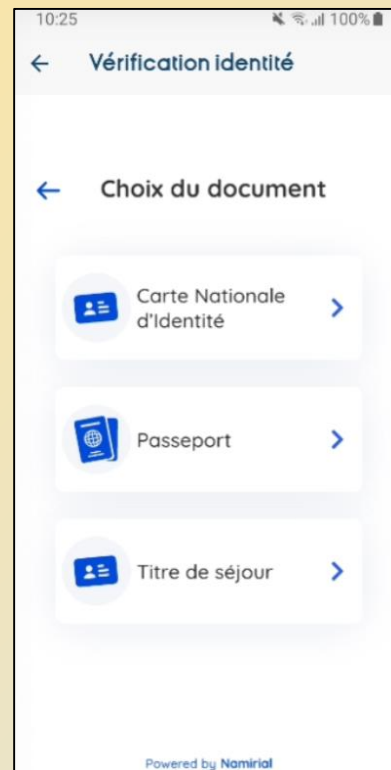 10:25 100%
Vérification identité
Choix du document
Carte Nationale
d'Identité
Passeport
Titre de séjour
Powered by Namirial